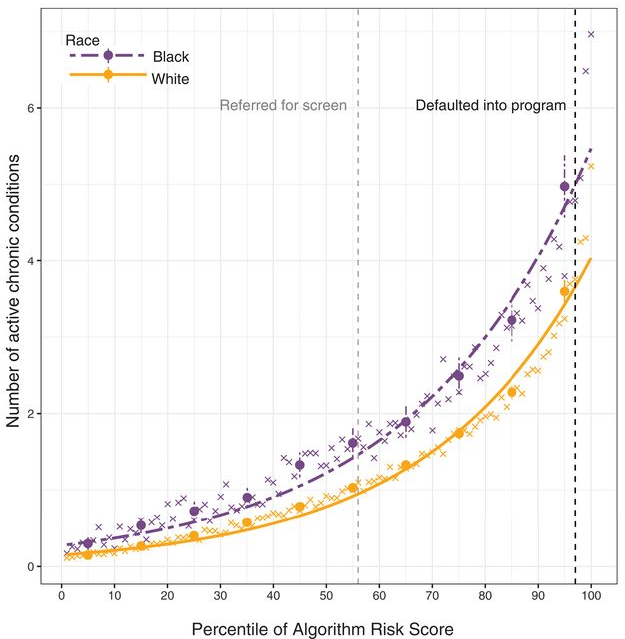 Race
Black
White
Referred for screen
Defaulted into program
Number of active chronic conditions
6
4
2
0
0 10 20 30 40 50 60 70 80 90 100
Percentile of Algorithm Risk Score